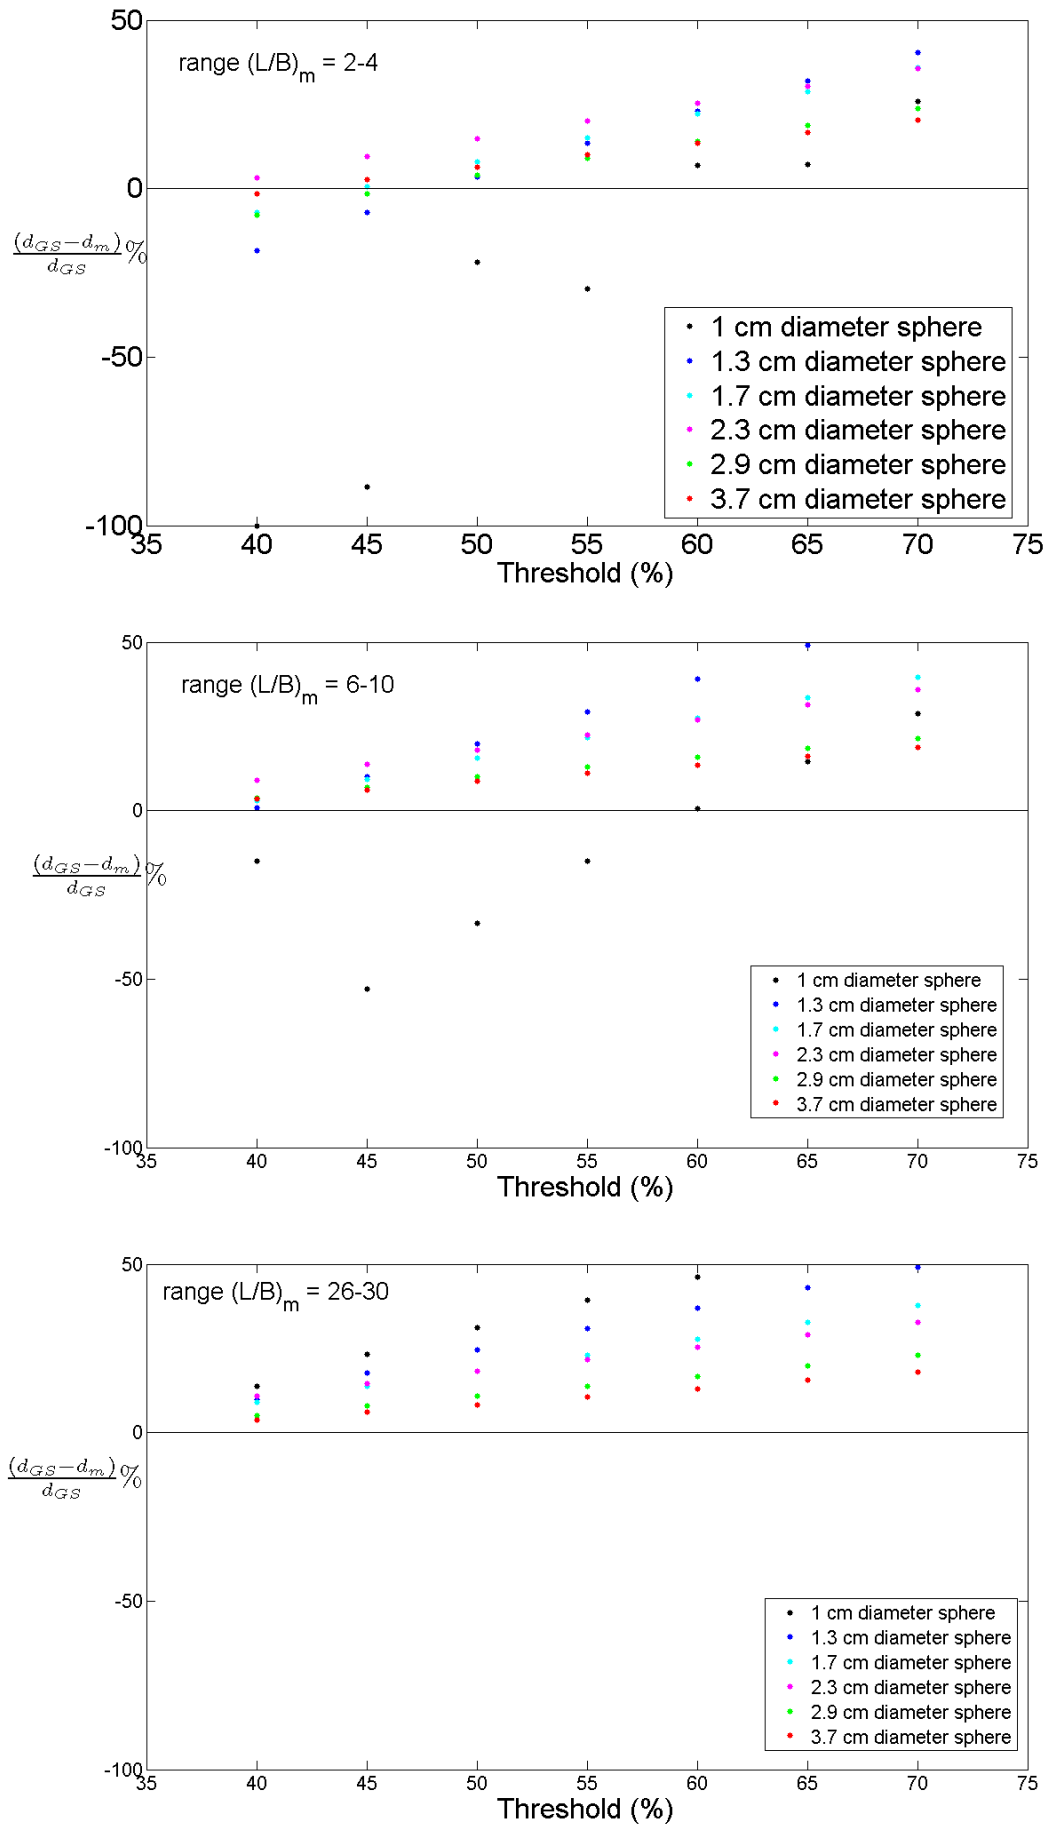 50
range (L/B)m = 2-4
0
(dGS−dm)%
dGS
-50
1 cm diameter sphere
1.3 cm diameter sphere
1.7 cm diameter sphere
2.3 cm diameter sphere
2.9 cm diameter sphere
3.7 cm diameter sphere
-100
35 40 45 50 55 60 65 70 75
Threshold (%)
50
range (L/B)m = 6-10
0
(dGS−dm)%
dGS
-50
1 cm diameter sphere
1.3 cm diameter sphere
1.7 cm diameter sphere
2.3 cm diameter sphere
2.9 cm diameter sphere
3.7 cm diameter sphere
-100
35 40 45 50 55 60 65 70 75
Threshold (%)
50
range (L/B)m = 26-30
0
(dGS−dm)%
dGS
-50
1 cm diameter sphere
1.3 cm diameter sphere
1.7 cm diameter sphere
2.3 cm diameter sphere
2.9 cm diameter sphere
3.7 cm diameter sphere
-100
35 40 45 50 55 60 65 70 75
Threshold (%)